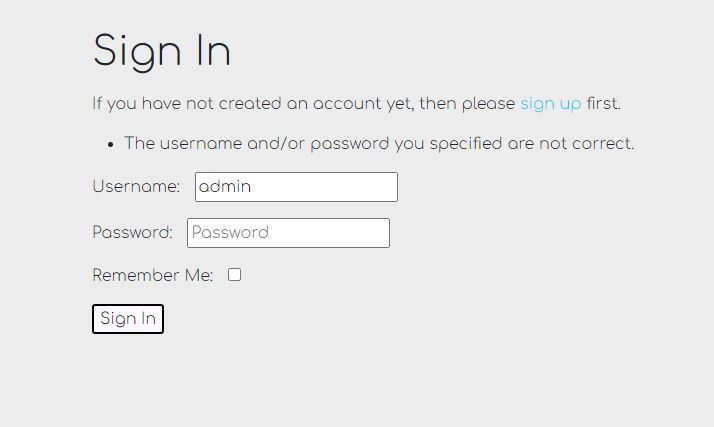 Sign In
If you have not created an account yet, then please sign up first.
• The username and/or password you specified are not correct.
Username: admin
Password: Password
Remember Me:
Sign In